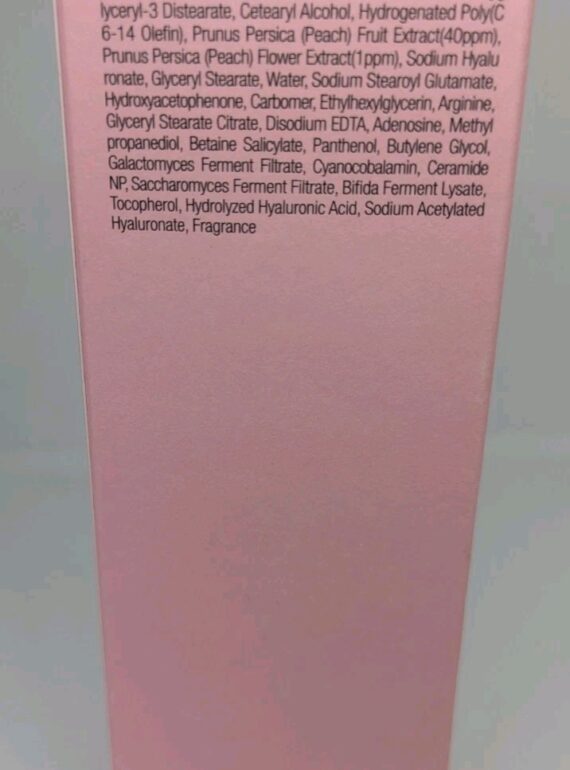 lyceryl-3 Distearate, Cetearyl Alcohol, Hydrogenated Poly(C
6-14 Olefin), Prunus Persica (Peach) Fruit Extract(40ppm),
Prunus Persica (Peach) Flower Extract(1ppm), Sodium Hyalu
ronate, Glyceryl Stearate, Water, Sodium Stearoyl Glutamate,
Hydroxyacetophenone, Carbomer, Ethylhexylglycerin, Arginine,
Glyceryl Stearate Citrate, Disodium EDTA, Adenosine, Methyl
propanediol, Betaine Salicylate, Panthenol, Butylene Glycol,
Galactomyces Ferment Filtrate, Cyanocobalamin, Ceramide
NP, Saccharomyces Ferment Filtrate, Bifida Ferment Lysate,
Tocopherol, Hydrolyzed Hyaluronic Acid, Sodium Acetylated
Hyaluronate, Fragrance